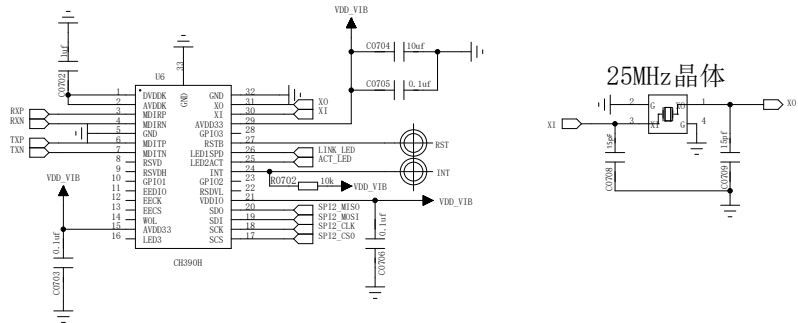 VDD_VIB
C0704
10uf
C0705
0.1uf
1uf
C0702
33
U6
GND
1 DVDDK GND 32
2 AVDDK XO 31 XO
RXP 3 MDIRP XI 30 XI
RXN 4 MDIRN AVDD33 29
5 GND GPIO3 28
TXP 6 MDITP RSTB 27 RST
TXN 7 MDITN LED1SPD 26 LINK_LED
8 RSVD LED2ACT 25 ACT_LED
9 RSVDH INT 24 INT
10 GPIO1 GPIO2 23
11 EEDIO RSVDL 22
12 EECK VDDIO 21
13 EECS SDO 20 SPI2_MISO
14 WOL SDI 19 SPI2_MOSI
15 AVDD33 SCK 18 SPI2_CLK
16 LED3 SCS 17 SPI2_CSO
CH390H
R0702 10k VDD_VIB
VDD_VIB
0.1uf
C0706
VDD_VIB
0.1uf
C0703
25MHz晶体
2 G XO 1 XO
XI 3 XI G 4
15pF
C0708
15pf
C0709